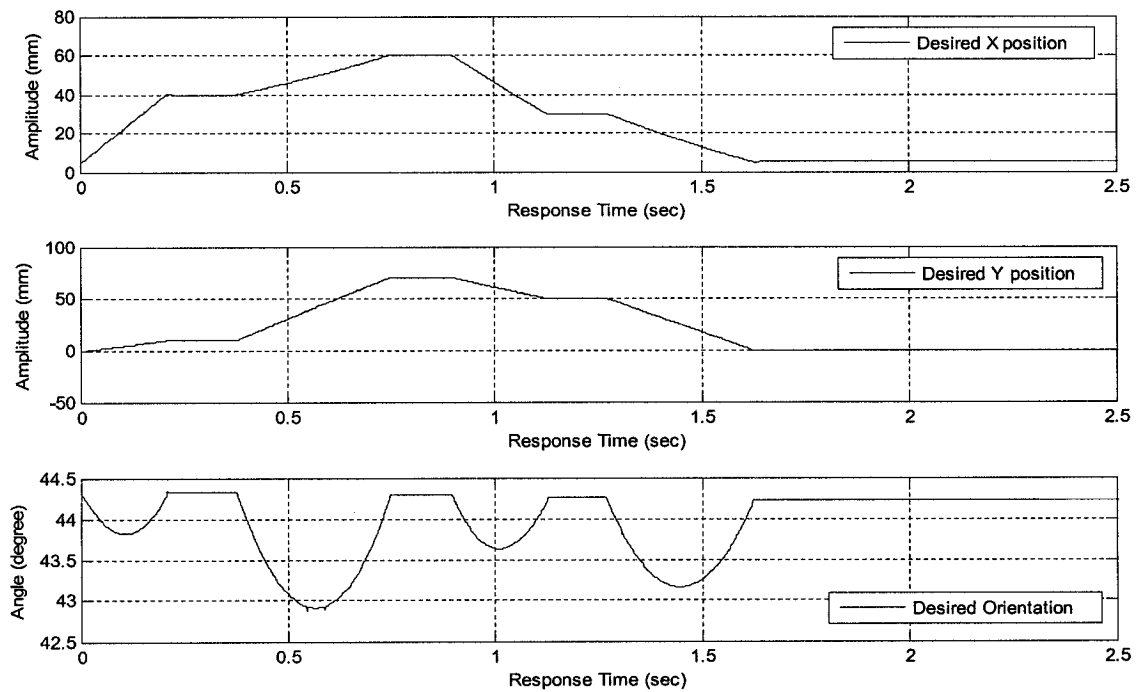 80
60
40
20
0
Amplitude (mm)
Desired X position
0 0.5 1 1.5 2 2.5
Response Time (sec)
100
50
0
-50
Amplitude (mm)
Desired Y position
0 0.5 1 1.5 2 2.5
Response Time (sec)
44.5
44
43.5
43
42.5
Angle (degree)
Desired Orientation
0 0.5 1 1.5 2 2.5
Response Time (sec)